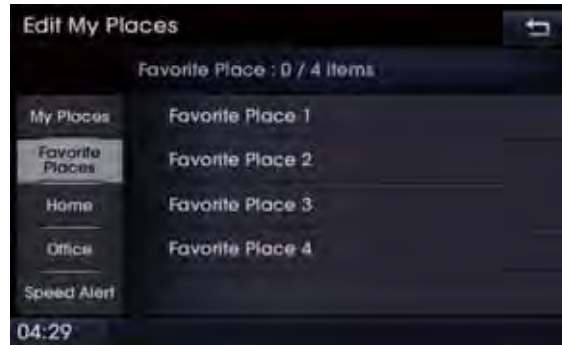 Edit My Places
Favorite Place : 0 / 4 items
My Places
Favorite Place 1
Favorite
Places
Favorite Place 2
Home
Favorite Place 3
Office
Favorite Place 4
Speed Alert
04:29